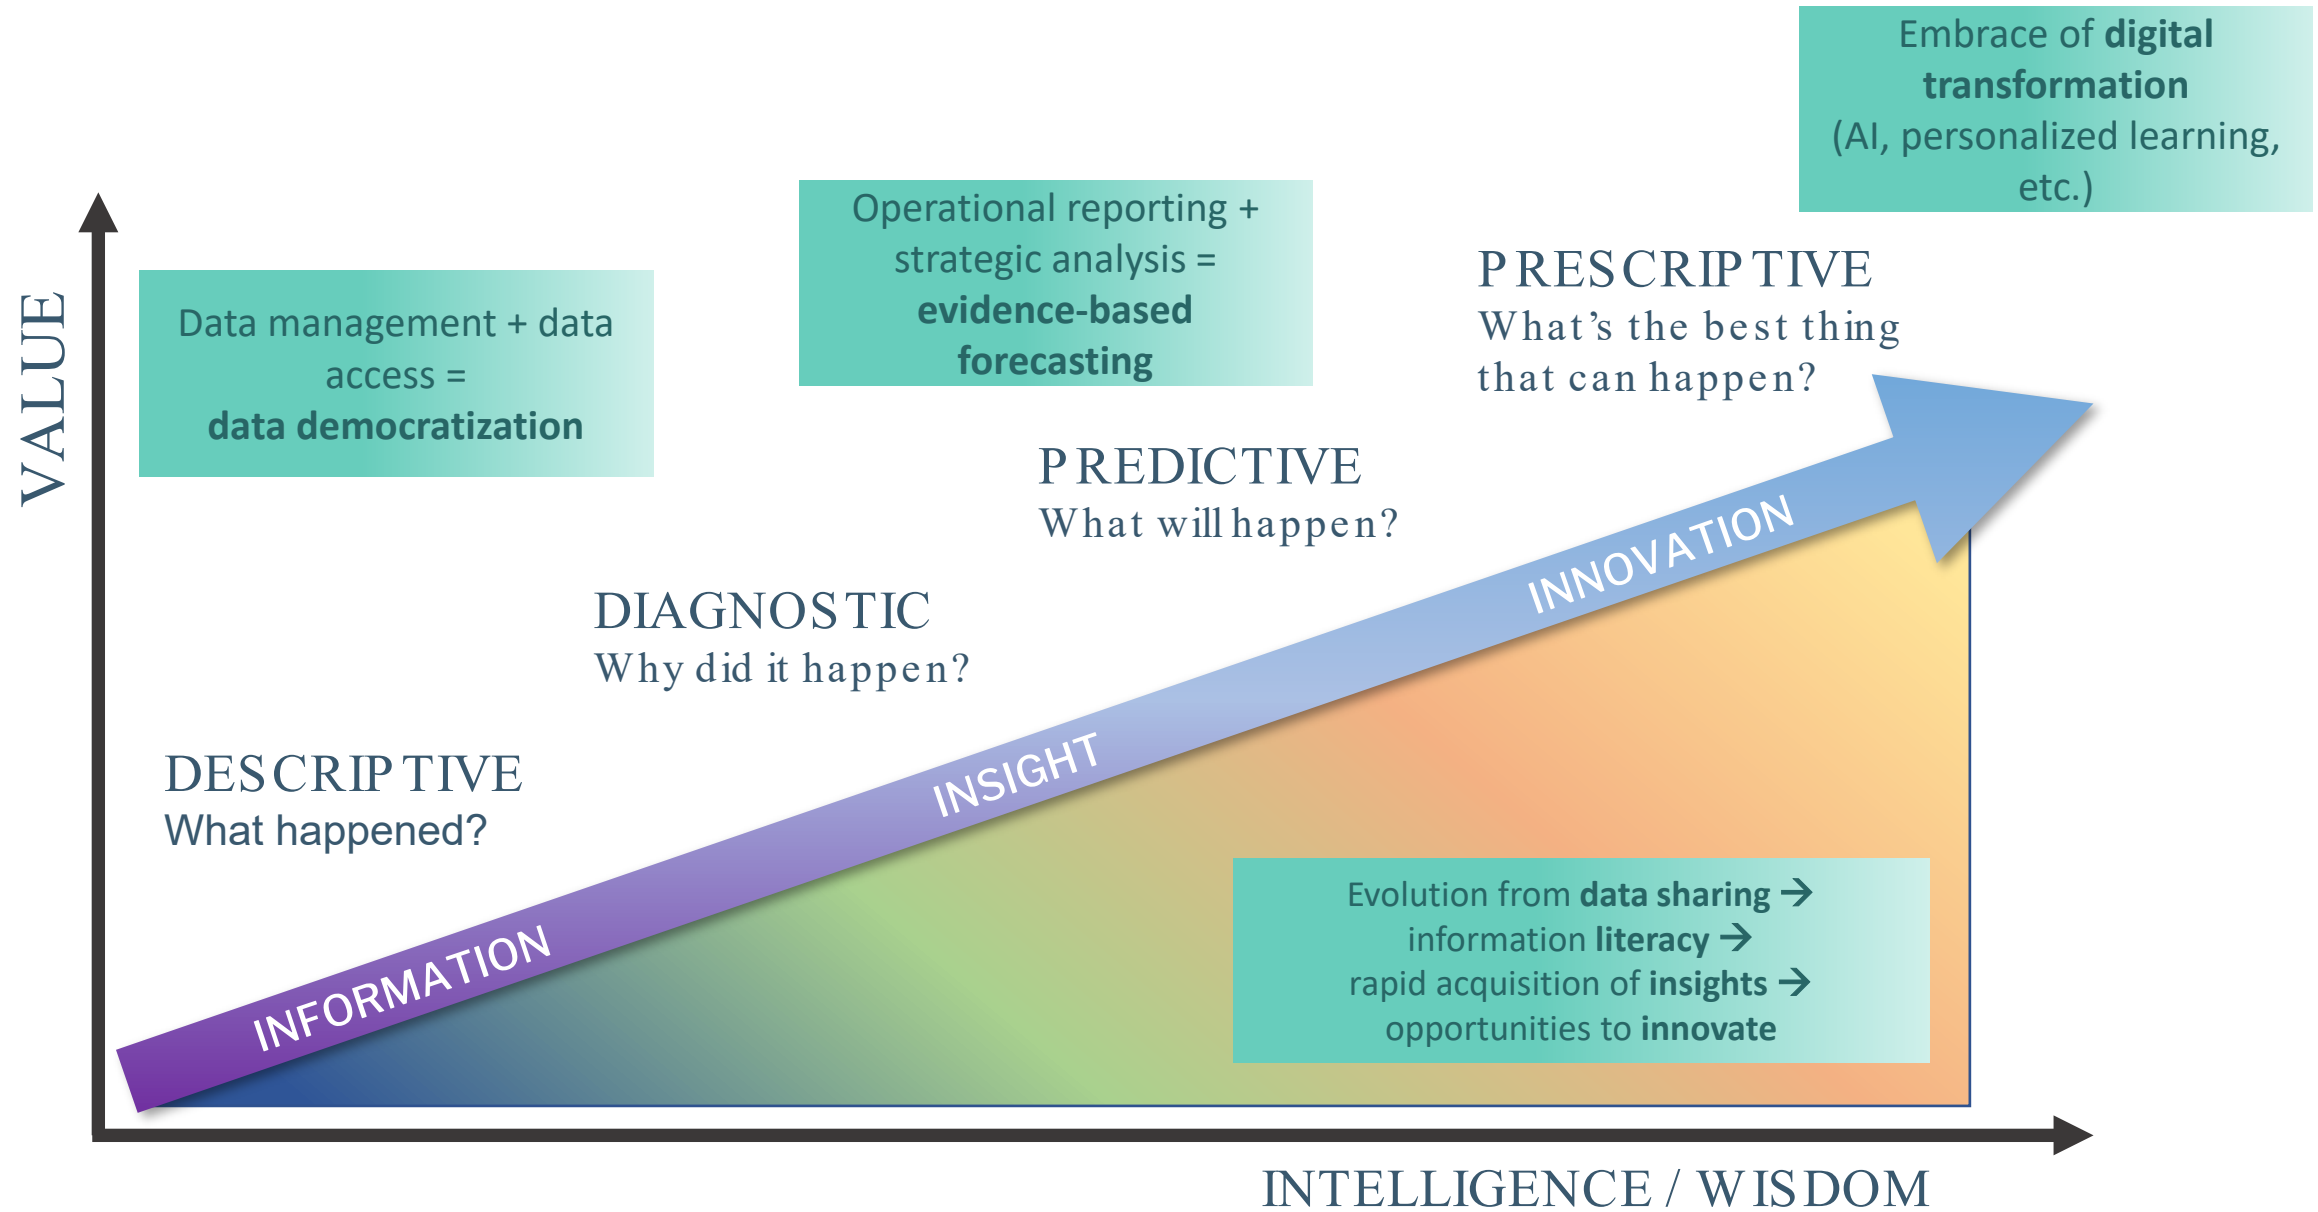 Embrace of digital
transformation
(AI, personalized learning,
etc.)
Operational reporting +
strategic analysis =
evidence-based
forecasting
Data management + data
access =
data democratization
VALUE
PRESCRIPTIVE
What’s the best thing
that can happen?
PREDICTIVE
What will happen?
DIAGNOSTIC
Why did it happen?
DESCRIPTIVE
What happened?
INFORMATION
INSIGHT
INNOVATION
Evolution from data sharing →
information literacy →
rapid acquisition of insights →
opportunities to innovate
INTELLIGENCE / WISDOM